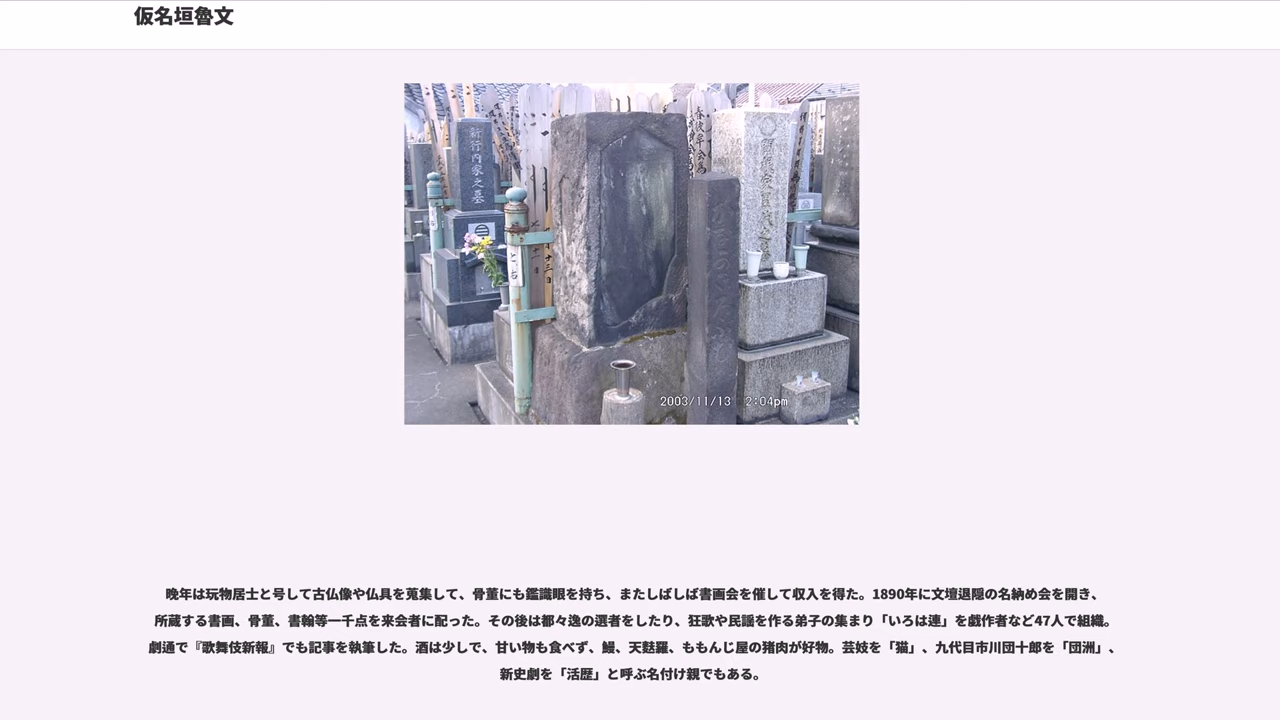 仮名垣魯文
新行内家之墓
2003/11/13 2:04pm
晩年は玩物居士と号して古仏像や仏具を蒐集して、骨董にも鑑識眼を持ち、またしばしば書画会を催して収入を得た。1890年に文壇退隠の名納め会を開き、
所蔵する書画、骨董、書翰等一千点を来会者に配った。その後は都々逸の選者をしたり、狂歌や民謡を作る弟子の集まり「いろは連」を戯作者など47人で組織。
劇通で『歌舞伎新報』でも記事を執筆した。酒は少しで、甘い物も食べず、鰻、天麩羅、ももんじ屋の猪肉が好物。芸妓を「猫」、九代目市川団十郎を「団洲」、
新史劇を「活歴」と呼ぶ名付け親でもある。